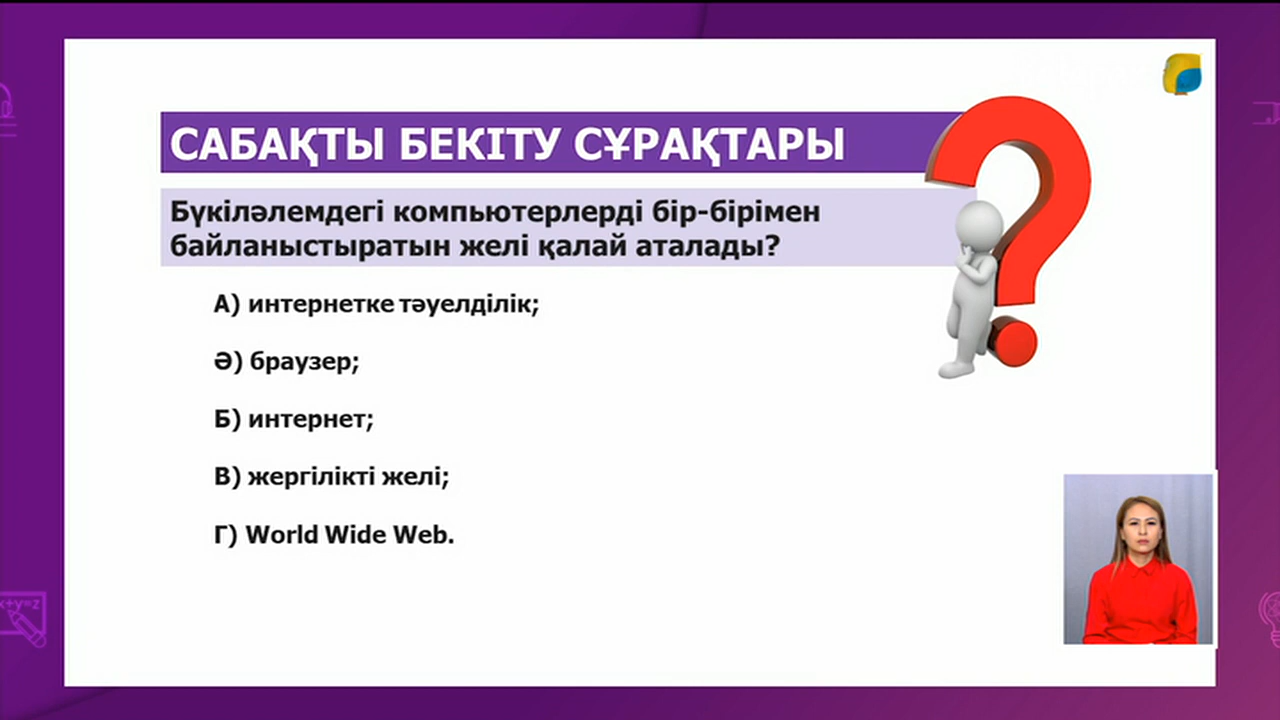 САБАҚТЫ БЕКІТУ СҰРАҚТАРЫ
Бүкіләлемдегі компьютерлерді бір-бірімен
байланыстыратын желі қалай аталады?
А) интернетке тәуелділік;
Ә) браузер;
Б) интернет;
В) жергілікті желі;
Г) World Wide Web.
x+y=z